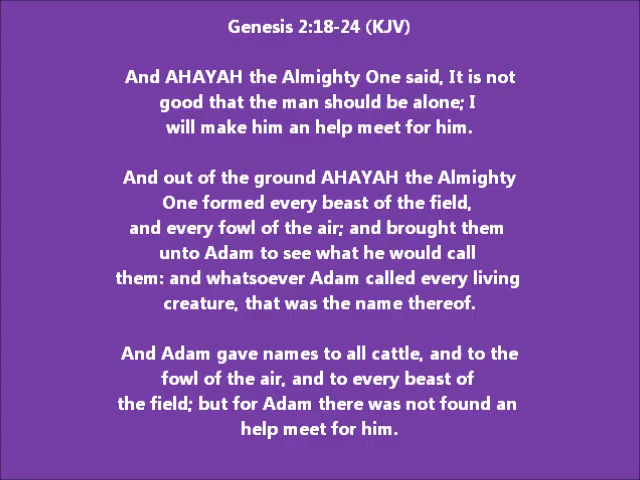 Genesis 2:18-24 (KJV)
And AHAYAH the Almighty One said, It is not
good that the man should be alone; I
will make him an help meet for him.
And out of the ground AHAYAH the Almighty
One formed every beast of the field,
and every fowl of the air; and brought them
unto Adam to see what he would call
them: and whatsoever Adam called every living
creature, that was the name thereof.
And Adam gave names to all cattle, and to the
fowl of the air, and to every beast of
the field; but for Adam there was not found an
help meet for him.